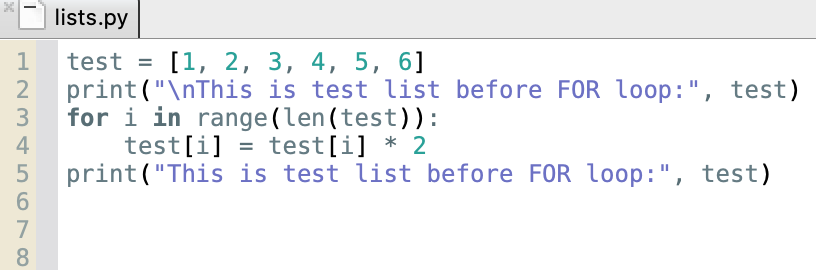 lists.py
1 test = [1, 2, 3, 4, 5, 6]
2 print("\nThis is test list before FOR loop:", test)
3 for i in range(len(test)):
4     test[i] = test[i] * 2
5 print("This is test list before FOR loop:", test)
6
7
8